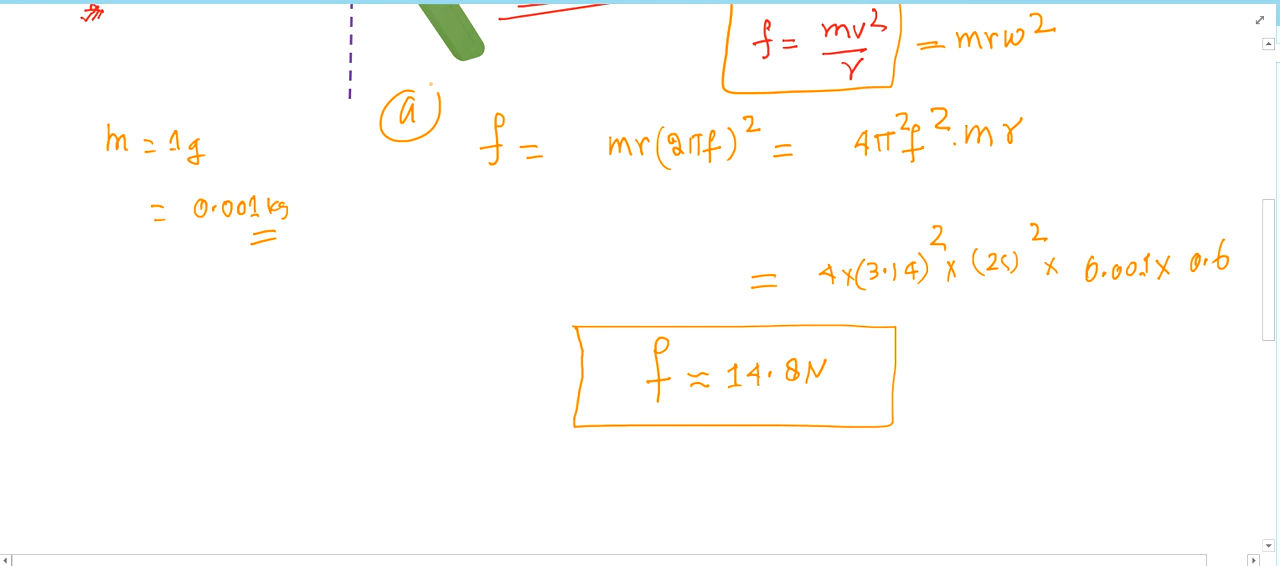 f = mv²/r = mrω²
(a)
f = mr(2πf)² = 4π²f².mr
m = 1g
= 0.001 kg
= 4×(3.14)² × (25)² × 0.001 × 0.6
f ≈ 14.8N